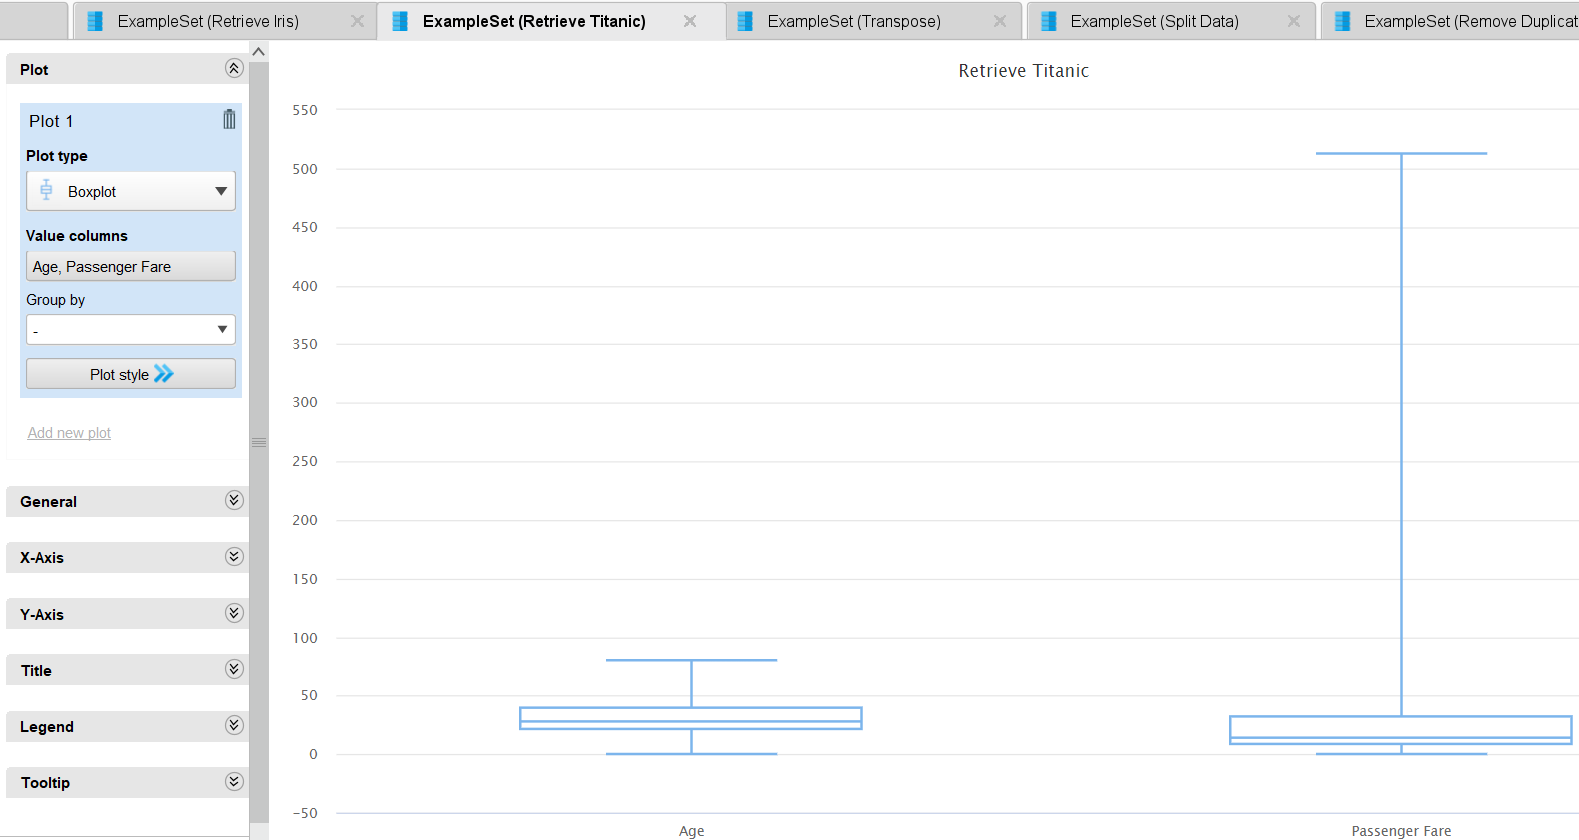 ExampleSet (Retrieve Iris)
ExampleSet (Retrieve Titanic)
ExampleSet (Transpose)
ExampleSet (Split Data)
ExampleSet (Remove Duplicat
Plot
Plot 1
Plot type
Boxplot
Value columns
Age, Passenger Fare
Group by
-
Plot style
Add new plot
General
X-Axis
Y-Axis
Title
Legend
Tooltip
Retrieve Titanic
550
500
450
400
350
300
250
200
150
100
50
0
-50
Age
Passenger Fare